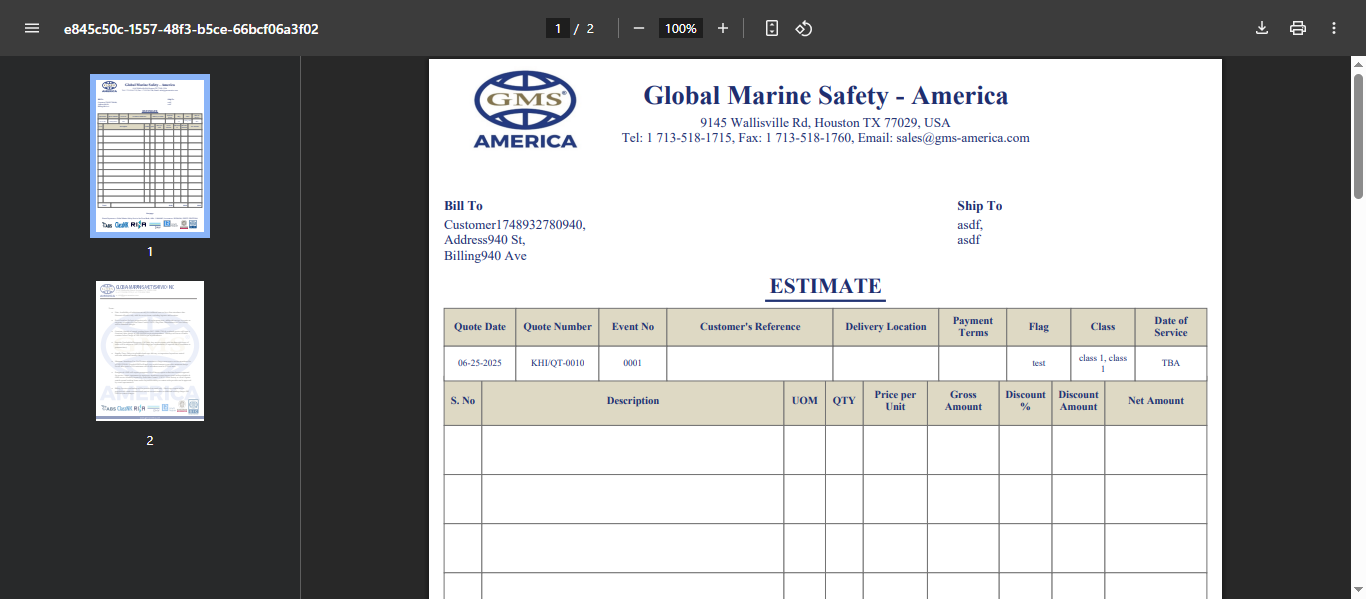 e845c50c-1557-48f3-b5ce-66bcf06a3f02
1 / 2
100%
1
2
GMS®
AMERICA
Global Marine Safety - America
9145 Wallisville Rd, Houston TX 77029, USA
Tel: 1 713-518-1715, Fax: 1 713-518-1760, Email: sales@gms-america.com
Bill To
Customer1748932780940,
Address940 St,
Billing940 Ave
Ship To
asdf,
asdf
ESTIMATE
Quote Date Quote Number Event No Customer's Reference Delivery Location Payment Terms Flag Class Date of Service
06-25-2025 KHI/QT-0010 0001 test class 1, class 1 TBA
S. No Description UOM QTY Price per Unit Gross Amount Discount % Discount Amount Net Amount